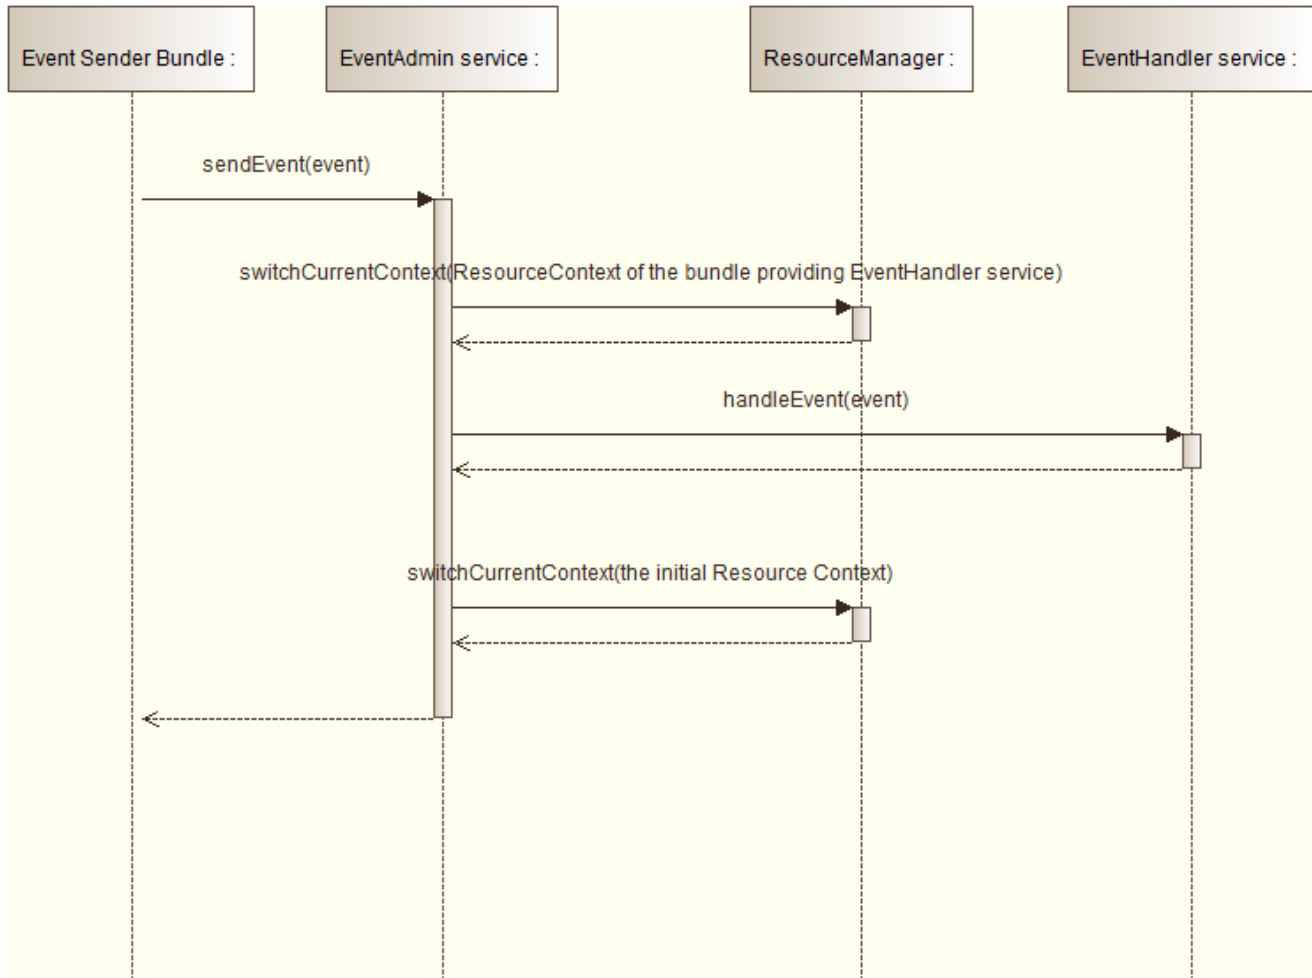 Event Sender Bundle :
EventAdmin service :
ResourceManager :
EventHandler service :
sendEvent(event)
switchCurrentContext(ResourceContext of the bundle providing EventHandler service)
handleEvent(event)
switchCurrentContext(the initial Resource Context)